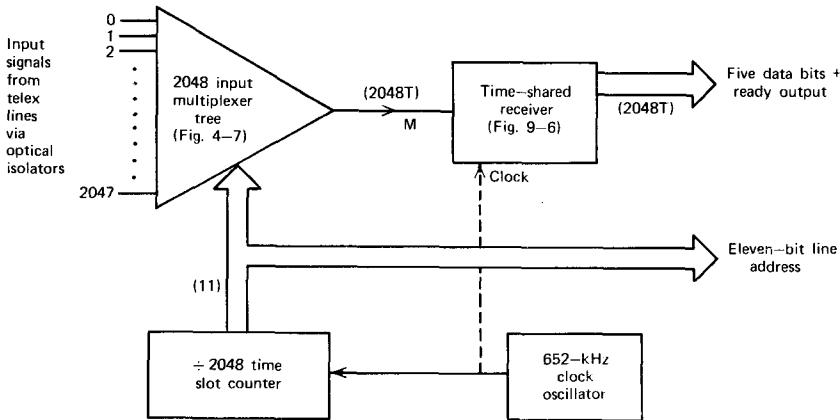 Input
signals
from
telex
lines
via
optical
isolators
0
1
2
2047
2048 input
multiplexer
tree
(Fig. 4–7)
(2048T)
M
Time–shared
receiver
(Fig. 9–6)
Five data bits +
ready output
(2048T)
Clock
Eleven–bit line
address
(11)
÷ 2048 time
slot counter
652–kHz
clock
oscillator